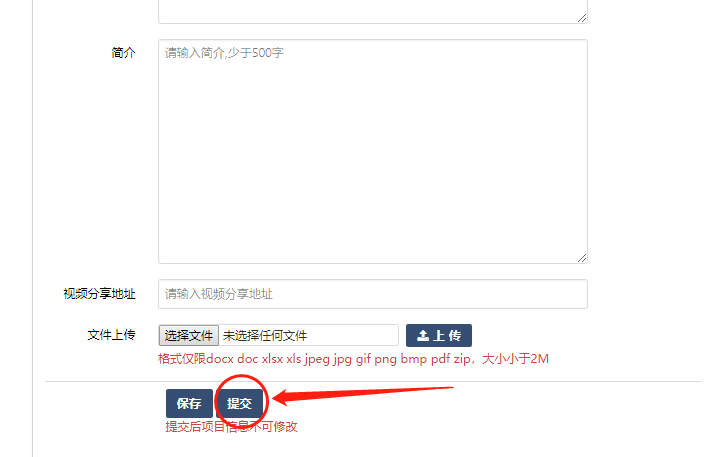 简介
请输入简介,少于500字
视频分享地址
请输入视频分享地址
文件上传
选择文件 未选择任何文件 上 传
格式仅限docx doc xlsx xls jpeg jpg gif png bmp pdf zip，大小小于2M
保存 提交
提交后项目信息不可修改